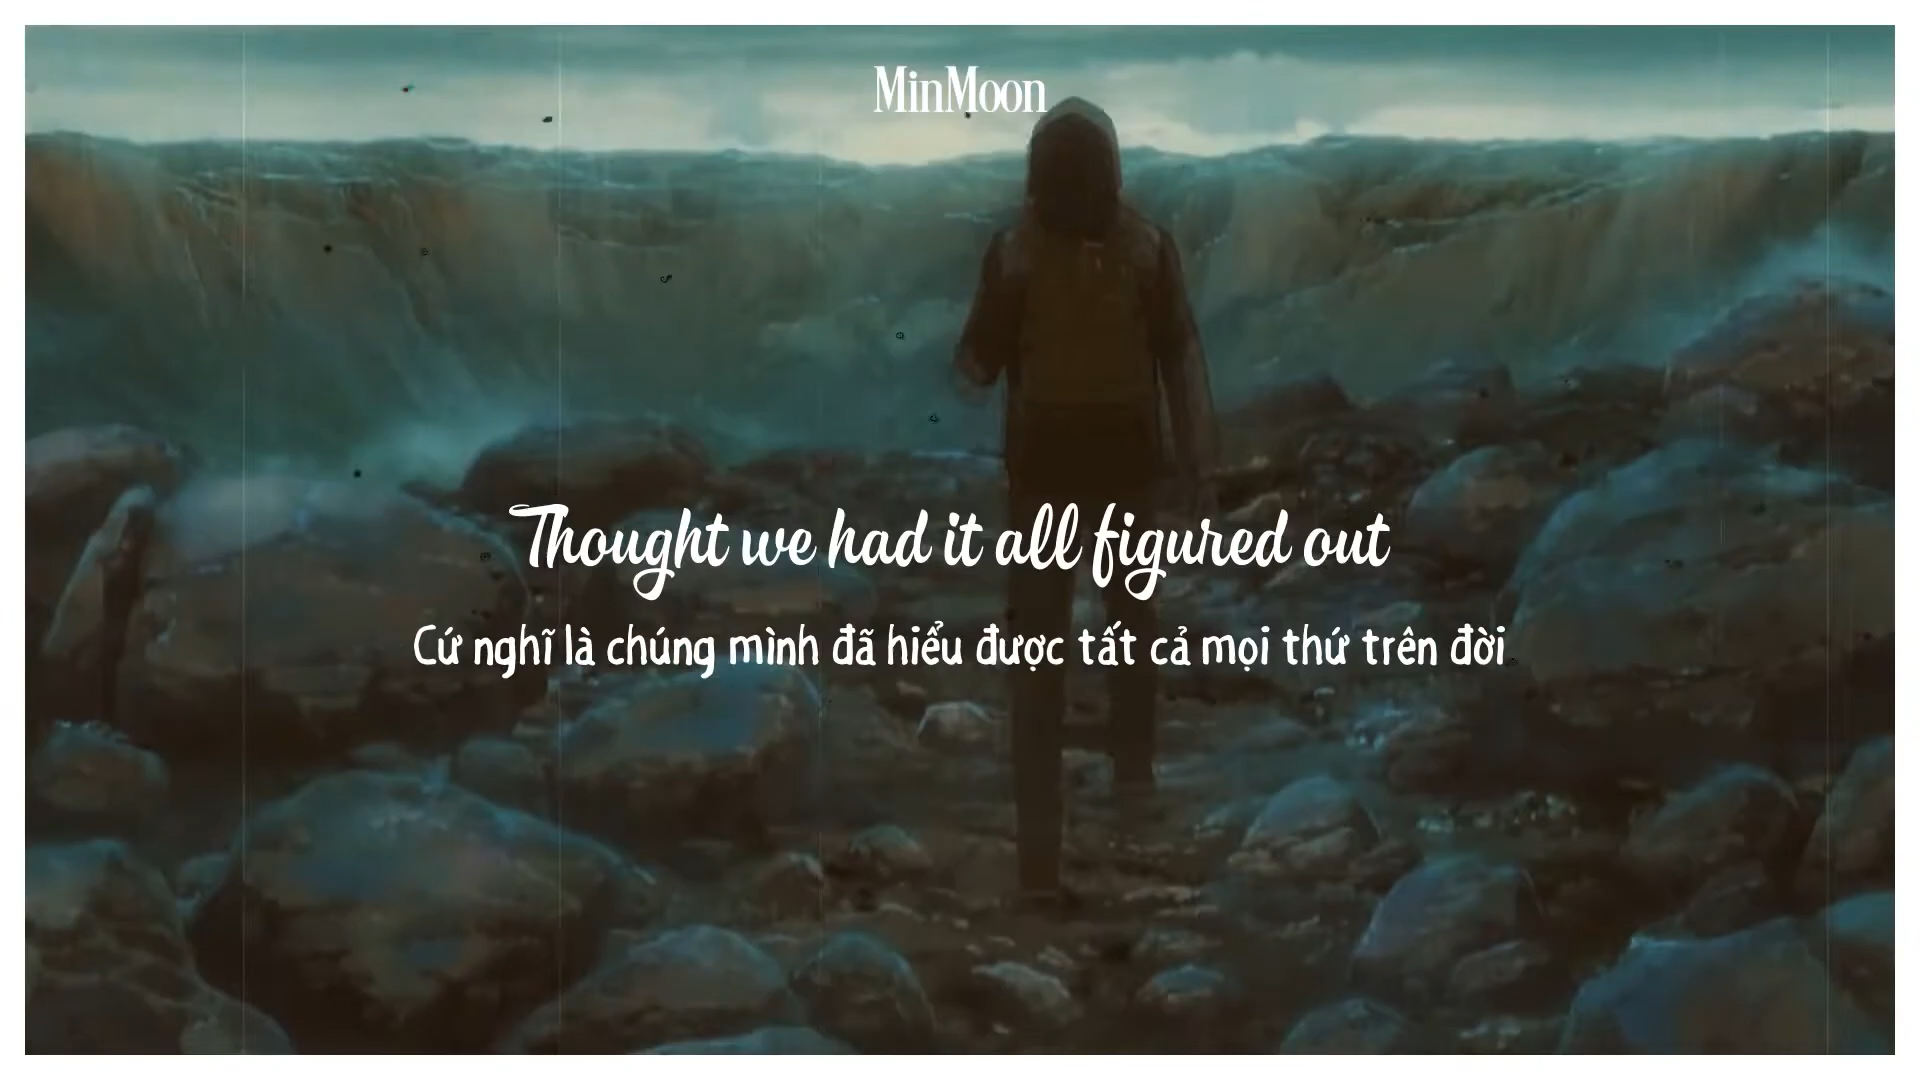 MinMoon
Thought we had it all figured out
Cứ nghĩ là chúng mình đã hiểu được tất cả mọi thứ trên đời